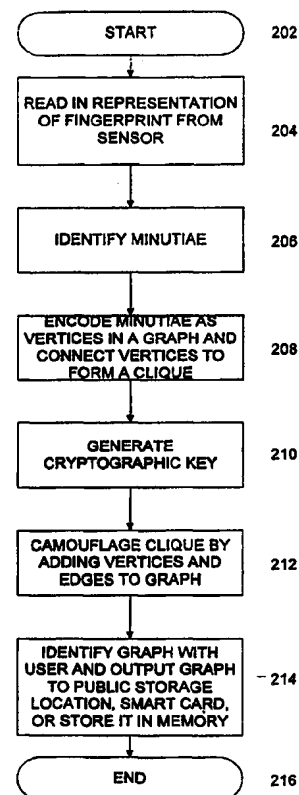 START
202
READ IN REPRESENTATION
OF FINGERPRINT FROM
SENSOR
204
IDENTIFY MINUTIAE
206
ENCODE MINUTIAE AS
VERTICES IN A GRAPH AND
CONNECT VERTICES TO
FORM A CLIQUE
208
GENERATE
CRYPTOGRAPHIC KEY
210
CAMOUFLAGE CLIQUE BY
ADDING VERTICES AND
EDGES TO GRAPH
212
IDENTIFY GRAPH WITH
USER AND OUTPUT GRAPH
TO PUBLIC STORAGE
LOCATION, SMART CARD,
OR STORE IT IN MEMORY
214
END
216